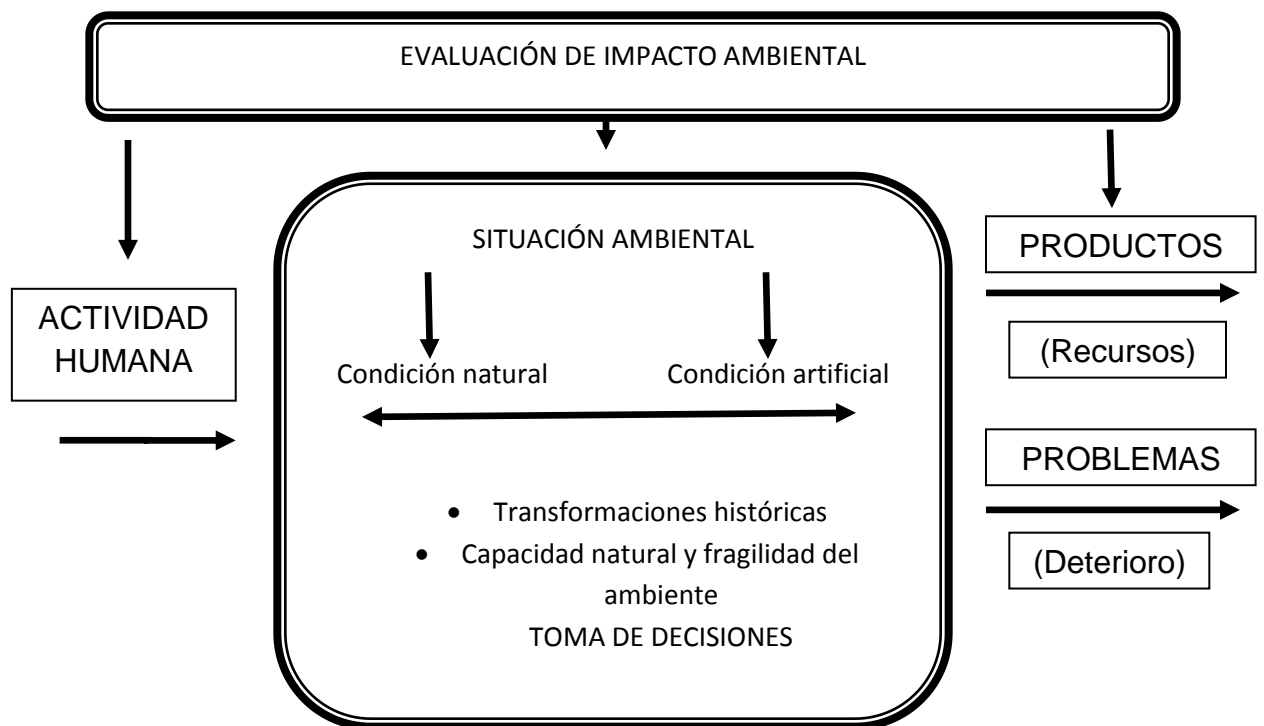 EVALUACIÓN DE IMPACTO AMBIENTAL
SITUACIÓN AMBIENTAL
ACTIVIDAD
HUMANA
Condición natural
Condición artificial
• Transformaciones históricas
• Capacidad natural y fragilidad del
ambiente
TOMA DE DECISIONES
PRODUCTOS
(Recursos)
PROBLEMAS
(Deterioro)